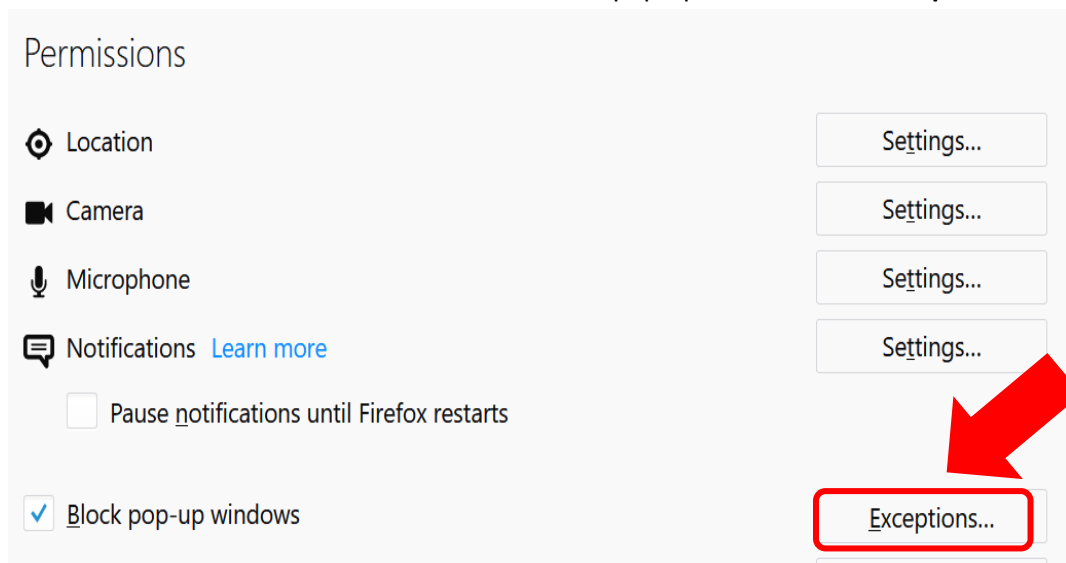 Permissions
Location Settings...
Camera Settings...
Microphone Settings...
Notifications Learn more Settings...
Pause notifications until Firefox restarts
Block pop-up windows Exceptions...